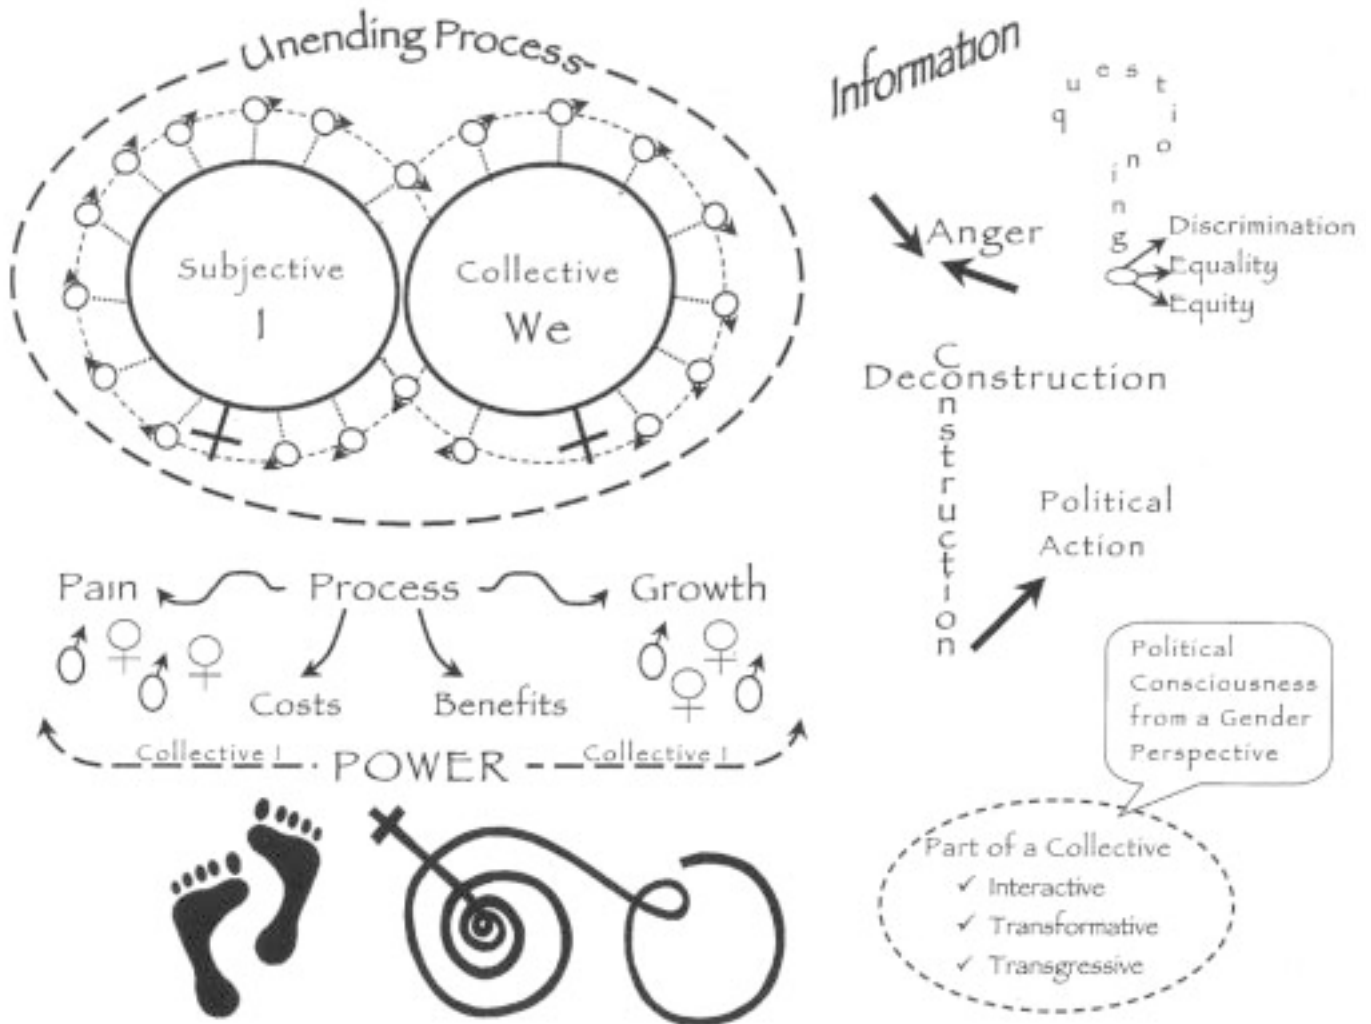 Unending Process
Subjective
I
Collective
We
Pain
Process
Growth
Costs
Benefits
Collective I
POWER
Collective I
Information
questioning
Anger
Discrimination
Equality
Equity
Deconstruction
Construction
Political
Action
Political
Consciousness
from a Gender
Perspective
Part of a Collective
✓ Interactive
✓ Transformative
✓ Transgressive